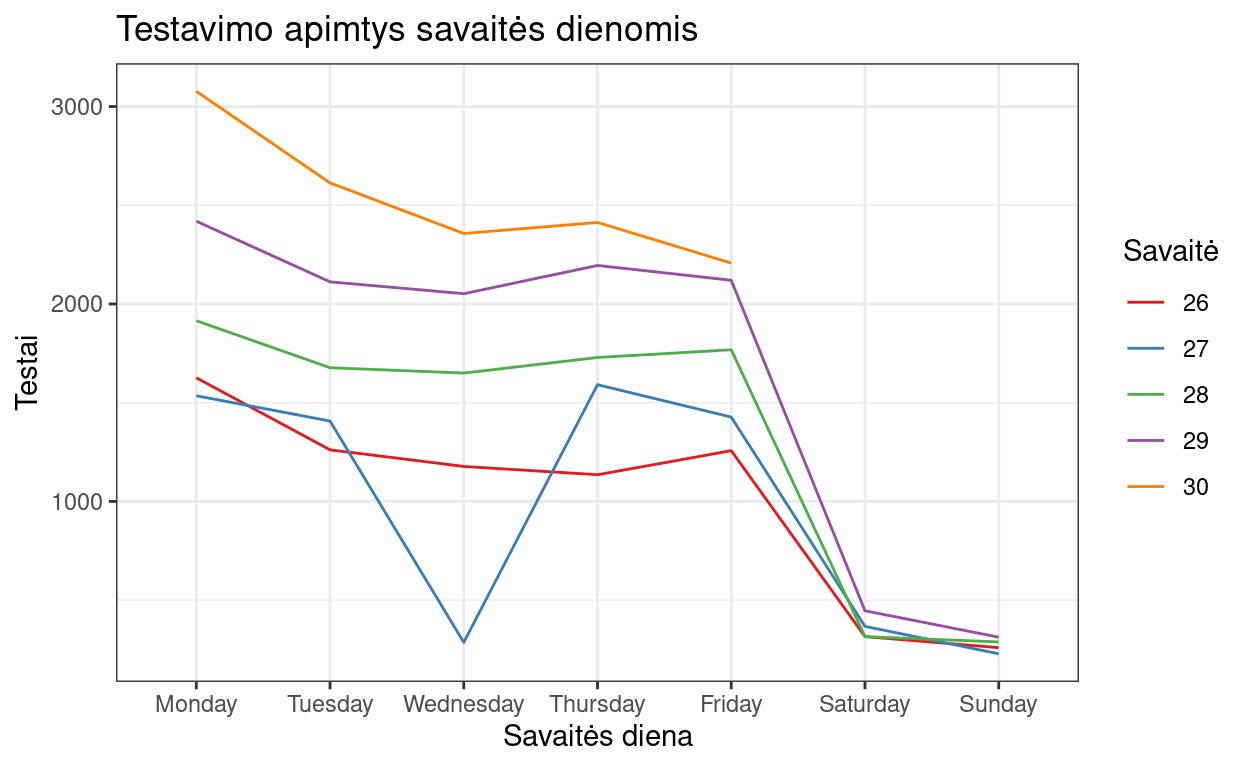 Testavimo apimtys savaitės dienomis
3000
2000
1000
Testai
Monday Tuesday Wednesday Thursday Friday Saturday Sunday
Savaitės diena
Savaitė
26
27
28
29
30